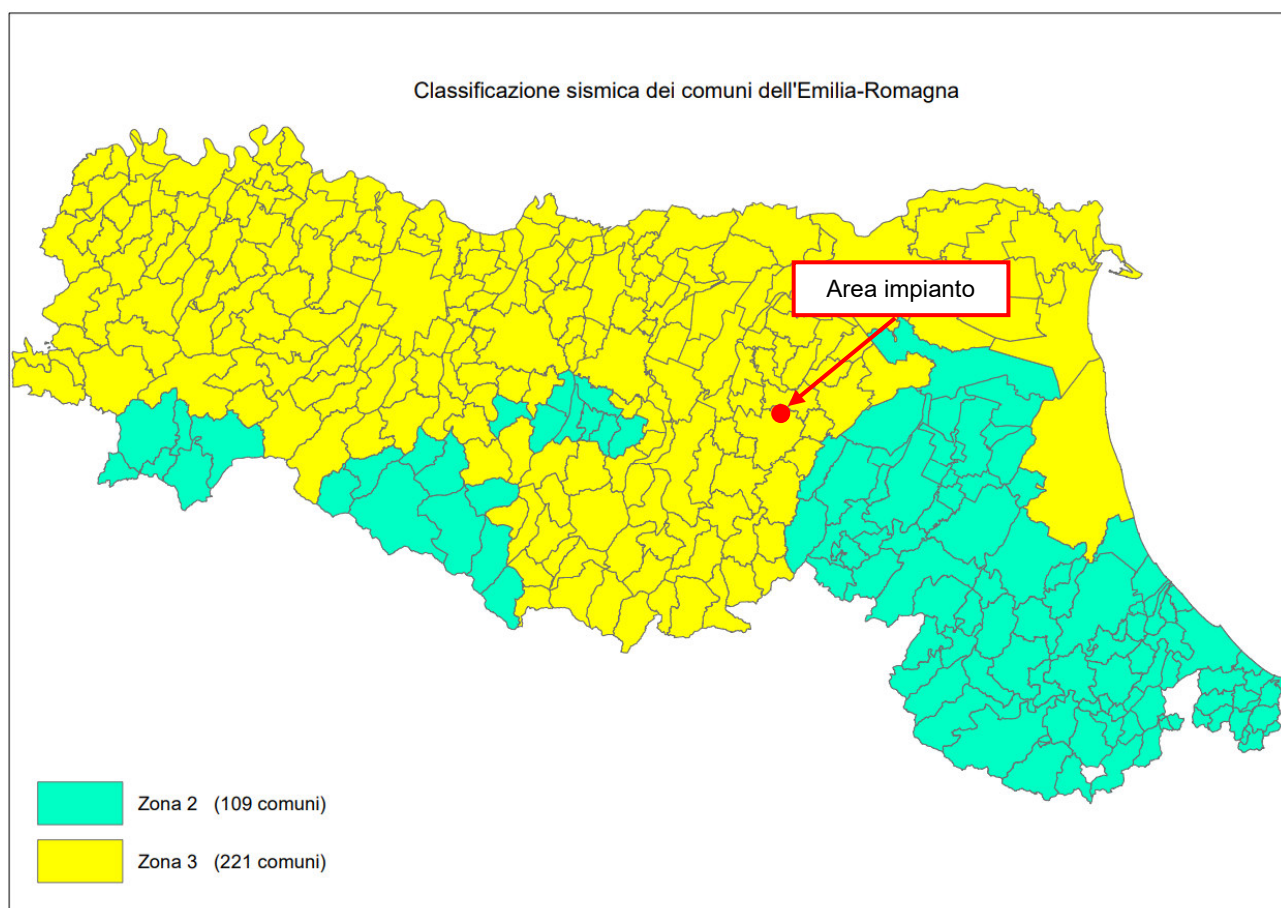 Classificazione sismica dei comuni dell'Emilia-Romagna
Area impianto
Zona 2 (109 comuni)
Zona 3 (221 comuni)